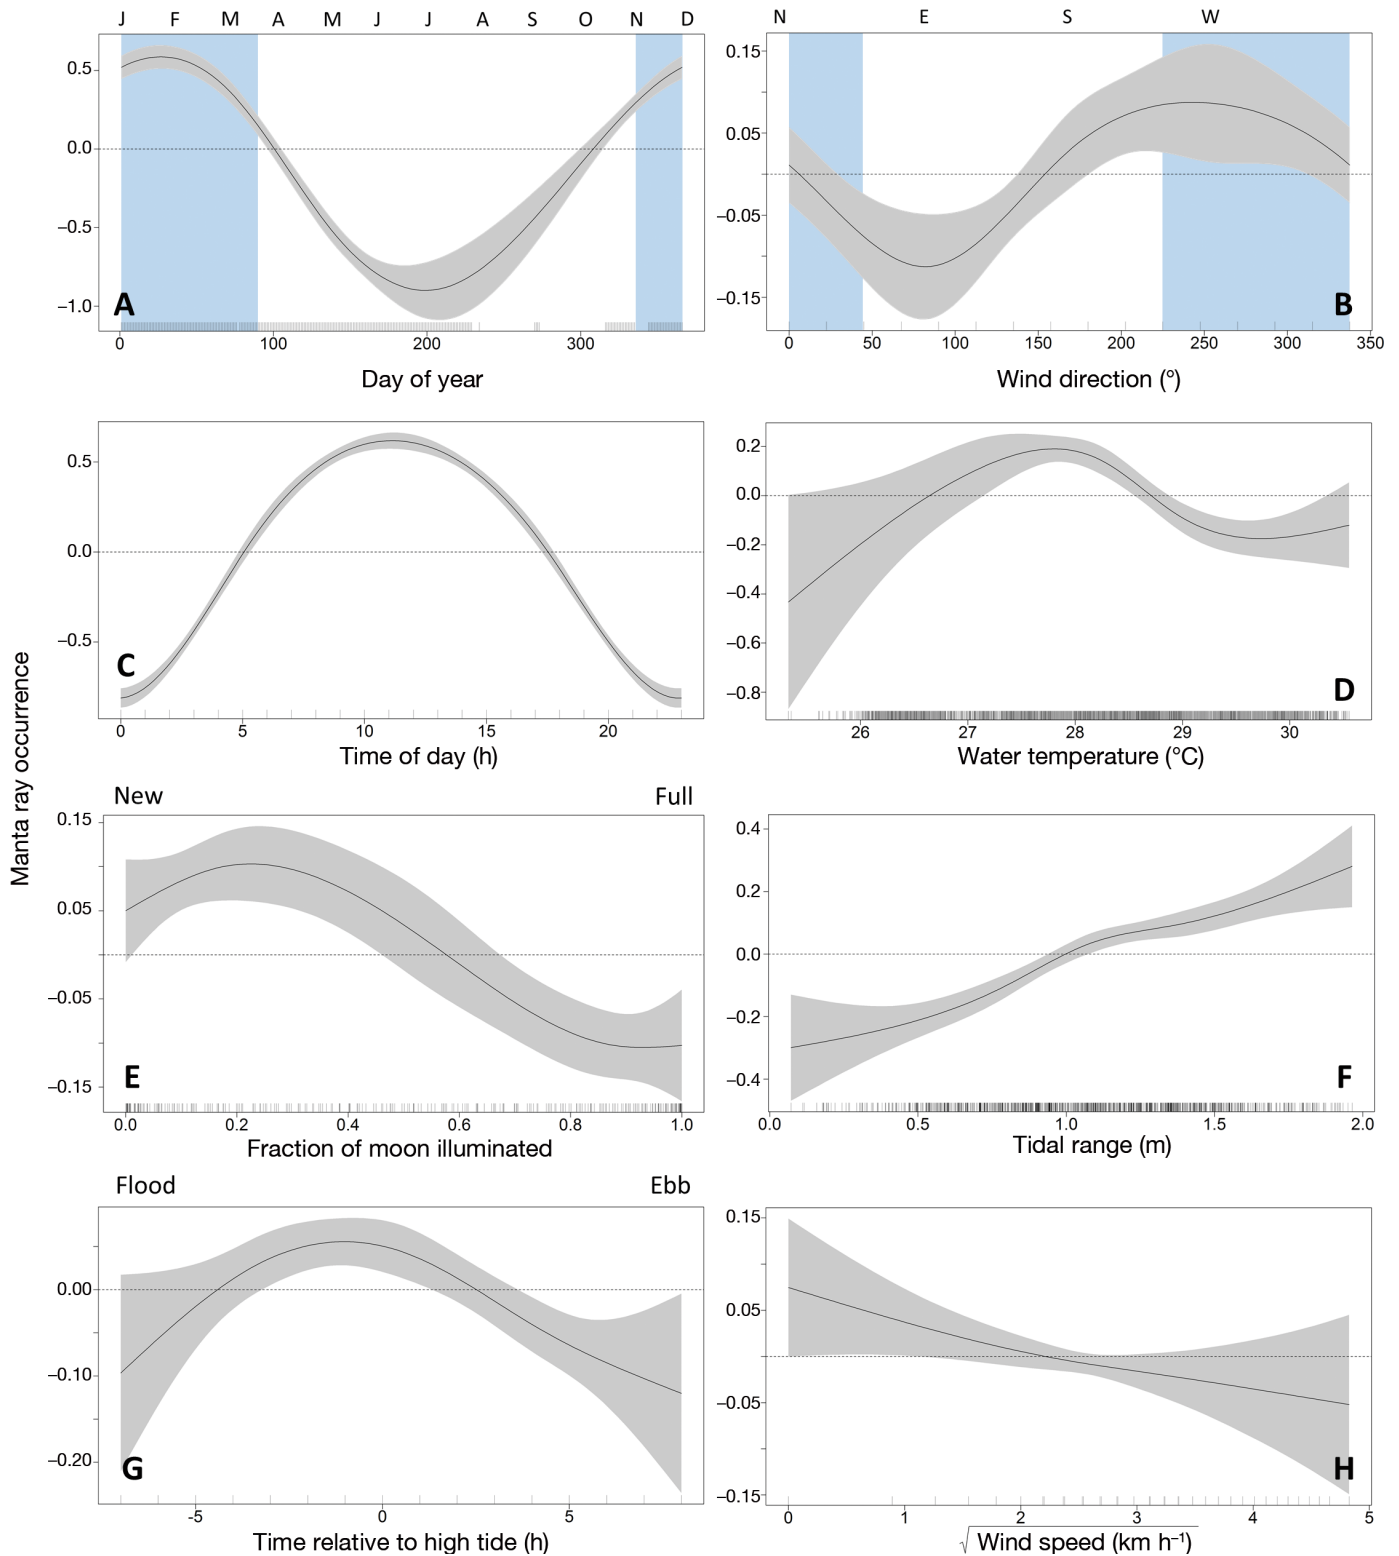 J F M A M J J A S O N D
0.5
0.0
–0.5
–1.0
A
0 100 200 300
Day of year
N E S W
0.15
0.05
–0.05
–0.15
B
0 50 100 150 200 250 300 350
Wind direction (°)
Manta ray occurrence
0.5
0.0
–0.5
C
0 5 10 15 20
Time of day (h)
0.2
0.0
–0.2
–0.4
–0.6
–0.8
D
26 27 28 29 30
Water temperature (°C)
New Full
0.15
0.05
–0.05
–0.15
E
0.0 0.2 0.4 0.6 0.8 1.0
Fraction of moon illuminated
0.4
0.2
0.0
–0.2
–0.4
F
0.0 0.5 1.0 1.5 2.0
Tidal range (m)
Flood Ebb
0.00
–0.10
–0.20
G
-5 0 5
Time relative to high tide (h)
0.15
0.05
–0.05
–0.15
H
0 1 2 3 4 5
√Wind speed (km h⁻¹)